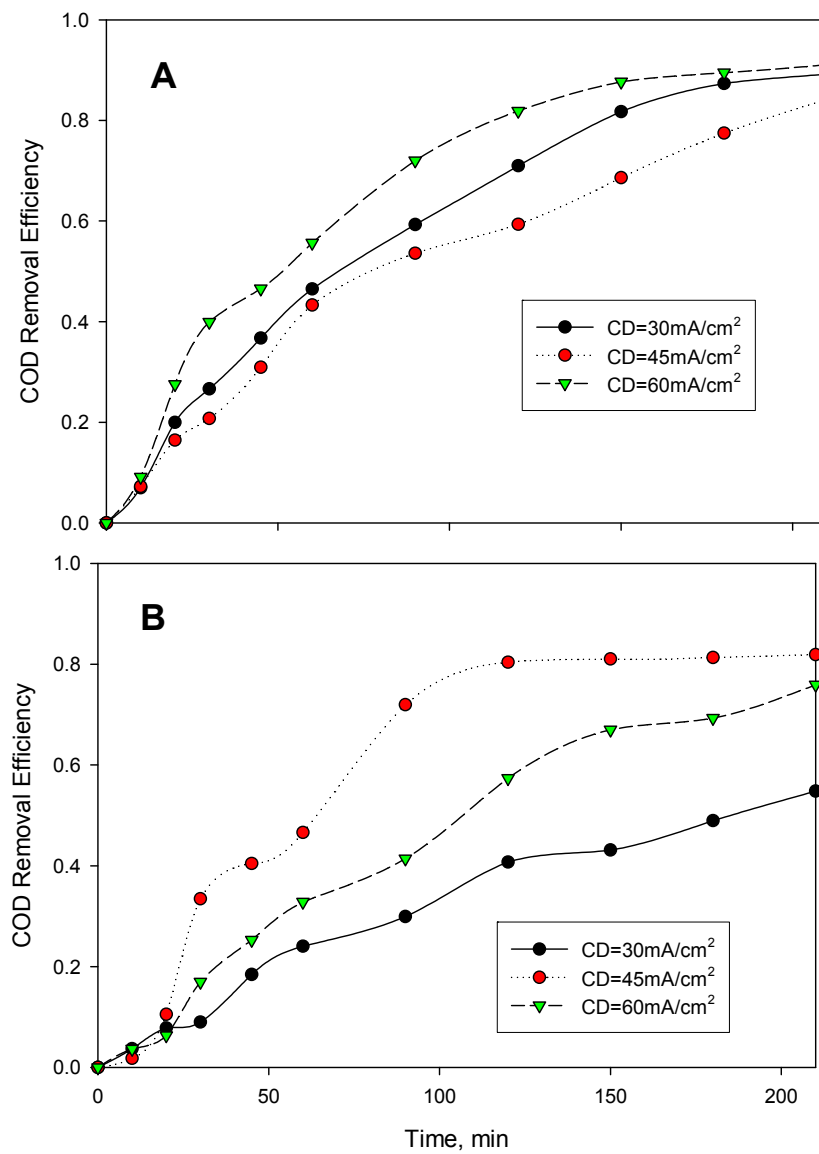 1.0
A
0.8
0.6
COD Removal Efficiency
0.4
CD=30mA/cm²
CD=45mA/cm²
CD=60mA/cm²
0.2
0.0
1.0
B
0.8
0.6
COD Removal Efficiency
0.4
CD=30mA/cm²
CD=45mA/cm²
CD=60mA/cm²
0.2
0.0
0 50 100 150 200
Time, min